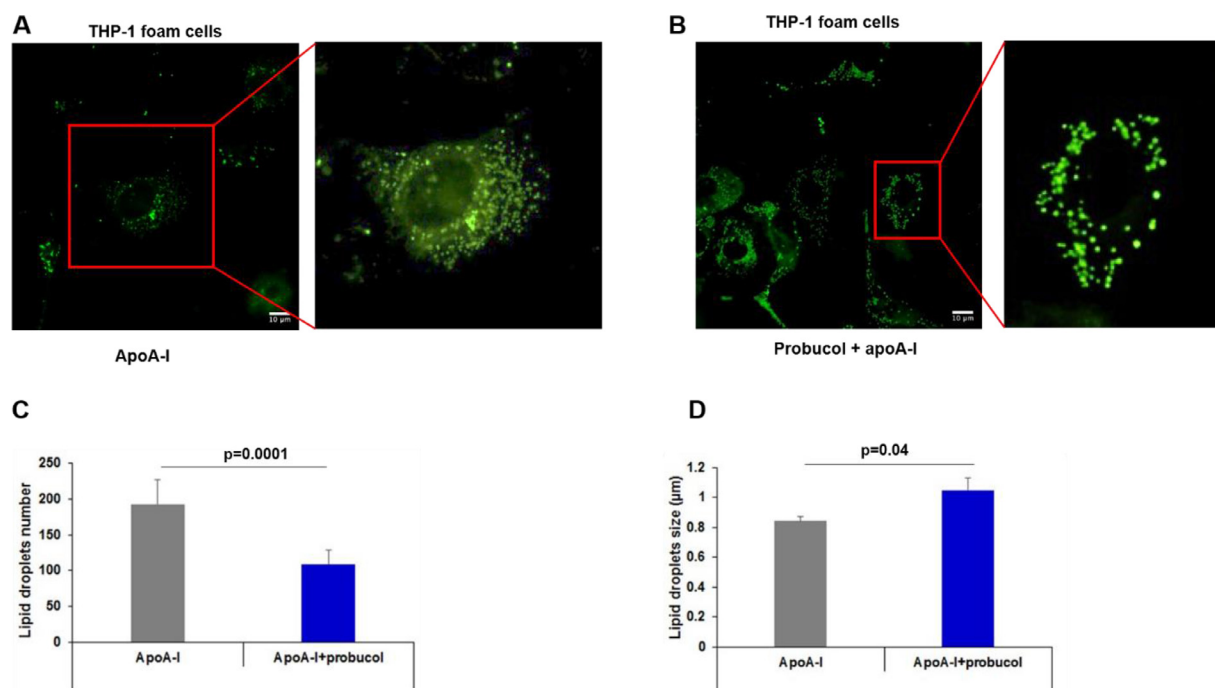 A
THP-1 foam cells
10 µm
ApoA-I
B
THP-1 foam cells
10 µm
Probucol + apoA-I
C
p=0.0001
250
200
150
100
50
0
Lipid droplets number
ApoA-I
ApoA-I+probucol
D
p=0.04
1.2
1
0.8
0.6
0.4
0.2
0
Lipid droplets size (µm)
ApoA-I
ApoA-I+probucol